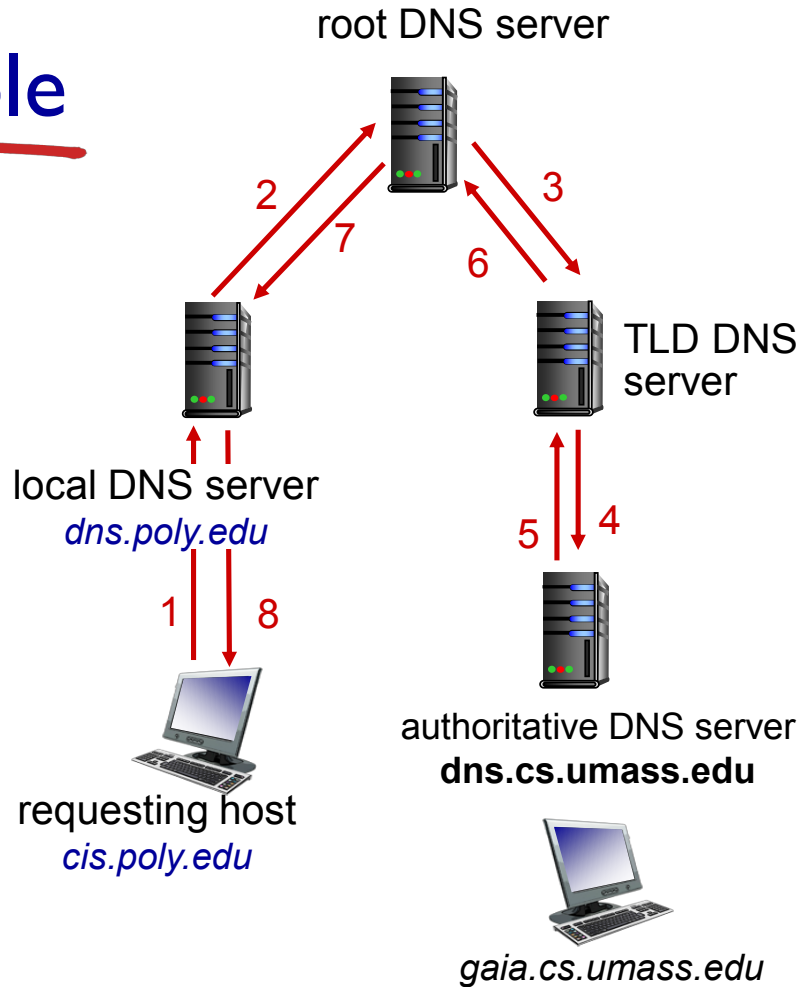 root DNS server
le
2
3
7
6
TLD DNS
server
local DNS server
dns.poly.edu
5
4
1
8
authoritative DNS server
dns.cs.umass.edu
requesting host
cis.poly.edu
gaia.cs.umass.edu